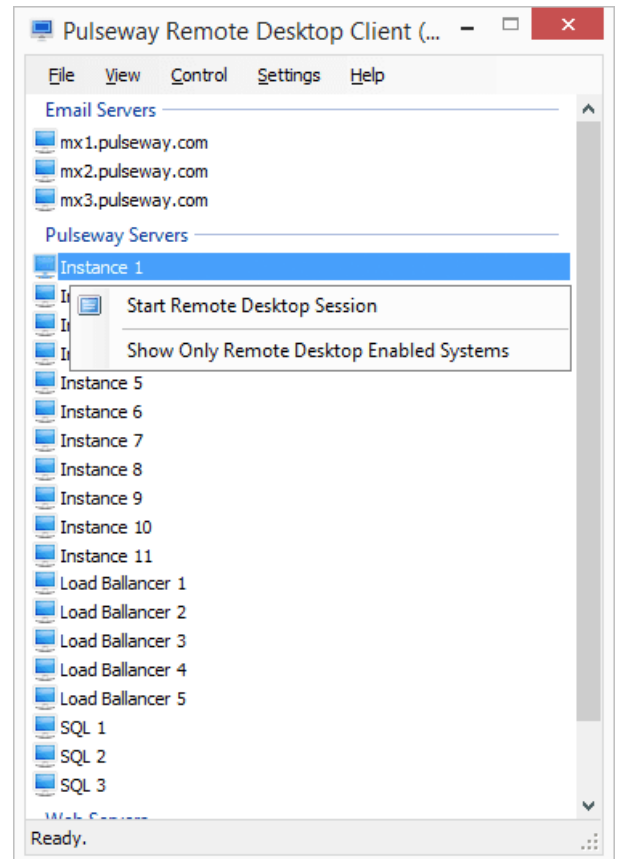 Pulseway Remote Desktop Client (...
File View Control Settings Help
Email Servers
mx1.pulseway.com
mx2.pulseway.com
mx3.pulseway.com
Pulseway Servers
Instance 1
Start Remote Desktop Session
Show Only Remote Desktop Enabled Systems
Instance 5
Instance 6
Instance 7
Instance 8
Instance 9
Instance 10
Instance 11
Load Ballancer 1
Load Ballancer 2
Load Ballancer 3
Load Ballancer 4
Load Ballancer 5
SQL 1
SQL 2
SQL 3
Ready.